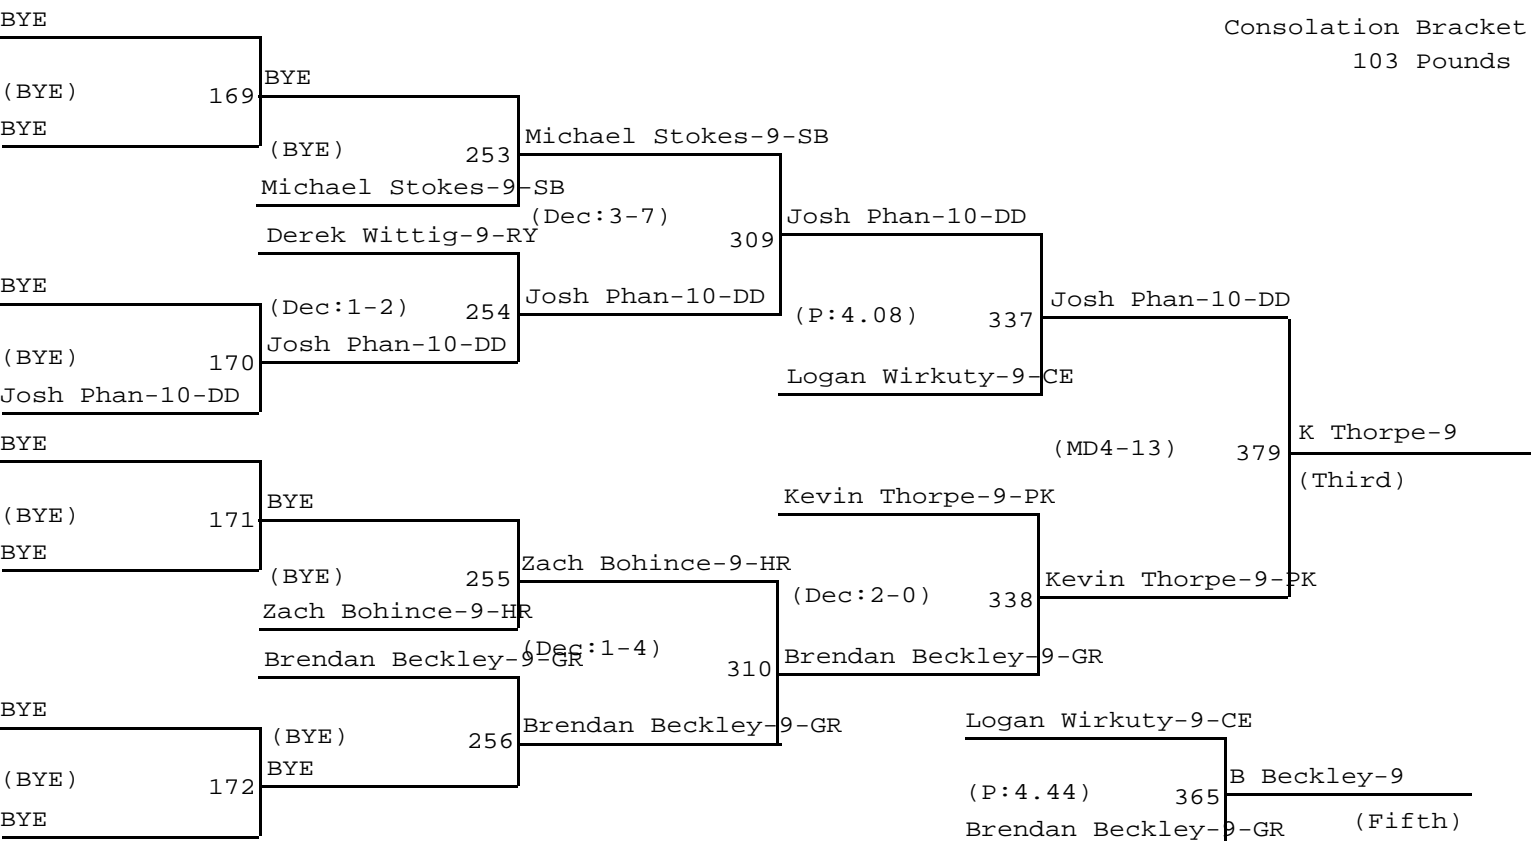 BYE
Consolation Bracket
103 Pounds
BYE
(BYE)
169
BYE
Michael Stokes-9-SB
(BYE)
253
Michael Stokes-9-SB
(Dec:3-7)
Josh Phan-10-DD
Derek Wittig-9-RY
309
BYE
Josh Phan-10-DD
Josh Phan-10-DD
(Dec:1-2)
254
(P:4.08)
337
Josh Phan-10-DD
(BYE)
170
Logan Wirkuty-9-CE
Josh Phan-10-DD
K Thorpe-9
BYE
(MD4-13)
379
(Third)
Kevin Thorpe-9-PK
BYE
(BYE)
171
BYE
Zach Bohince-9-HR
(BYE)
255
Kevin Thorpe-9-PK
(Dec:2-0)
338
Zach Bohince-9-HR
(Dec:1-4)
Brendan Beckley-9-GR
310
Brendan Beckley-9-GR
BYE
Logan Wirkuty-9-CE
Brendan Beckley-9-GR
(BYE)
256
BYE
B Beckley-9
(BYE)
172
(P:4.44)
365
BYE
Brendan Beckley-9-GR
(Fifth)